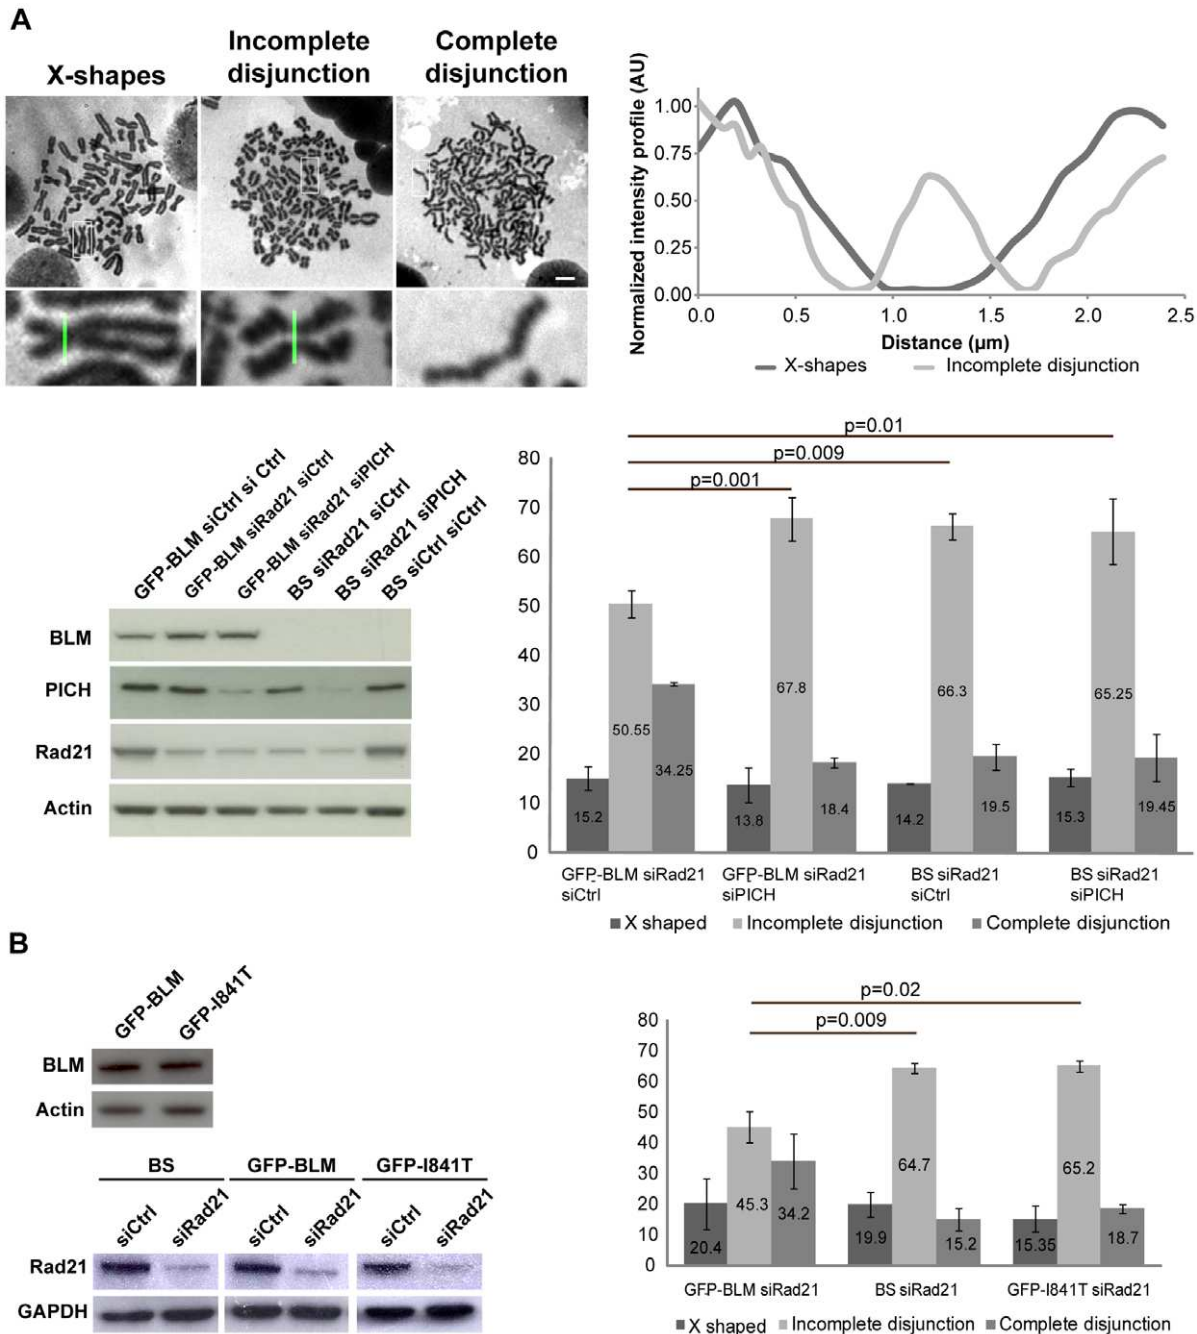 A
X-shapes
Incomplete
disjunction
Complete
disjunction
Normalized intensity profile (AU)
1.00
0.75
0.50
0.25
0.00
0.0 0.5 1.0 1.5 2.0 2.5
Distance (µm)
X-shapes Incomplete disjunction
GFP-BLM siCtrl si Ctrl
GFP-BLM siRad21 siCtrl
GFP-BLM siRad21 siPICH
BS siRad21 siCtrl
BS siRad21 siPICH
BS siCtrl siCtrl
BLM
PICH
Rad21
Actin
p=0.01
p=0.009
p=0.001
80
70
60
50
40
30
20
10
0
15.2 50.55 34.25
13.8 67.8 18.4
14.2 66.3 19.5
15.3 65.25 19.45
GFP-BLM siRad21
siCtrl
GFP-BLM siRad21
siPICH
BS siRad21
siCtrl
BS siRad21
siPICH
X shaped Incomplete disjunction Complete disjunction
B
GFP-BLM
GFP-I841T
BLM
Actin
BS GFP-BLM GFP-I841T
siCtrl siRad21 siCtrl siRad21 siCtrl siRad21
Rad21
GAPDH
p=0.02
p=0.009
80
70
60
50
40
30
20
10
0
20.4 45.3 34.2
19.9 64.7 15.2
15.35 65.2 18.7
GFP-BLM siRad21 BS siRad21 GFP-I841T siRad21
X shaped Incomplete disjunction Complete disjunction